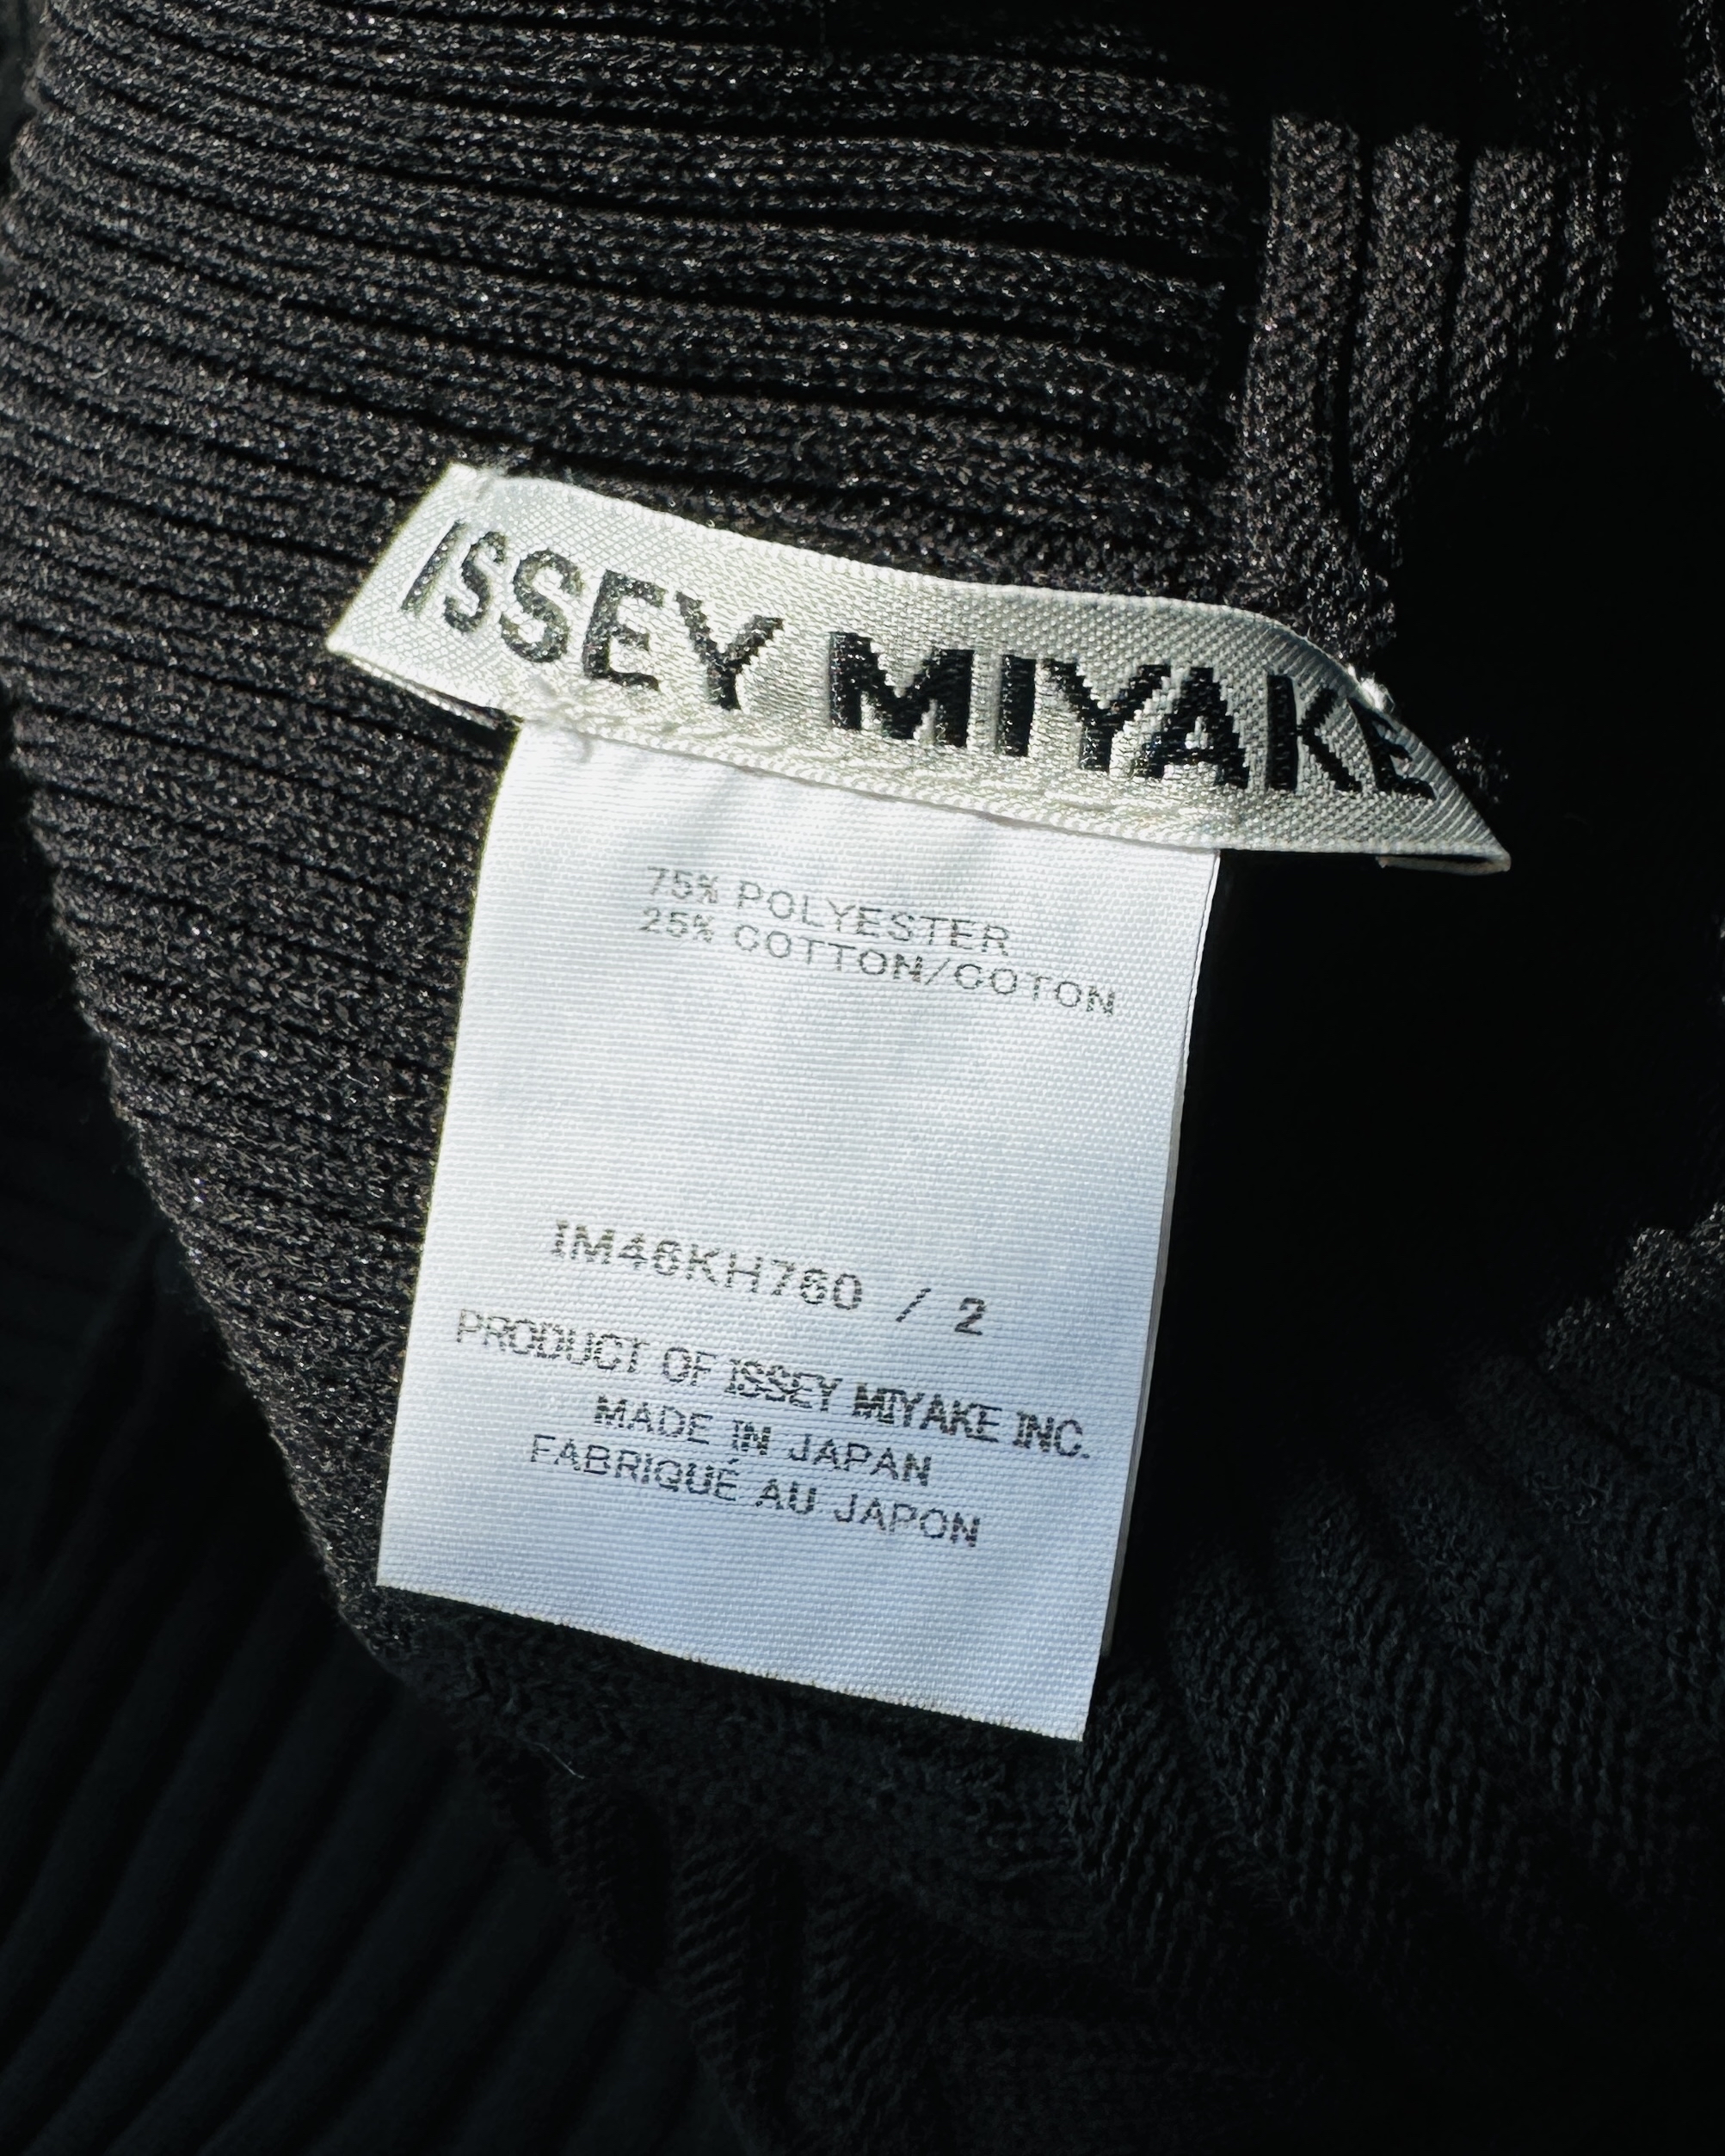 ISSEY MIYAKE
75% POLYESTER
25% COTTON/COTON
IM46KH760 / 2
PRODUCT OF ISSEY MIYAKE INC.
MADE IN JAPAN
FABRIQUÉ AU JAPON